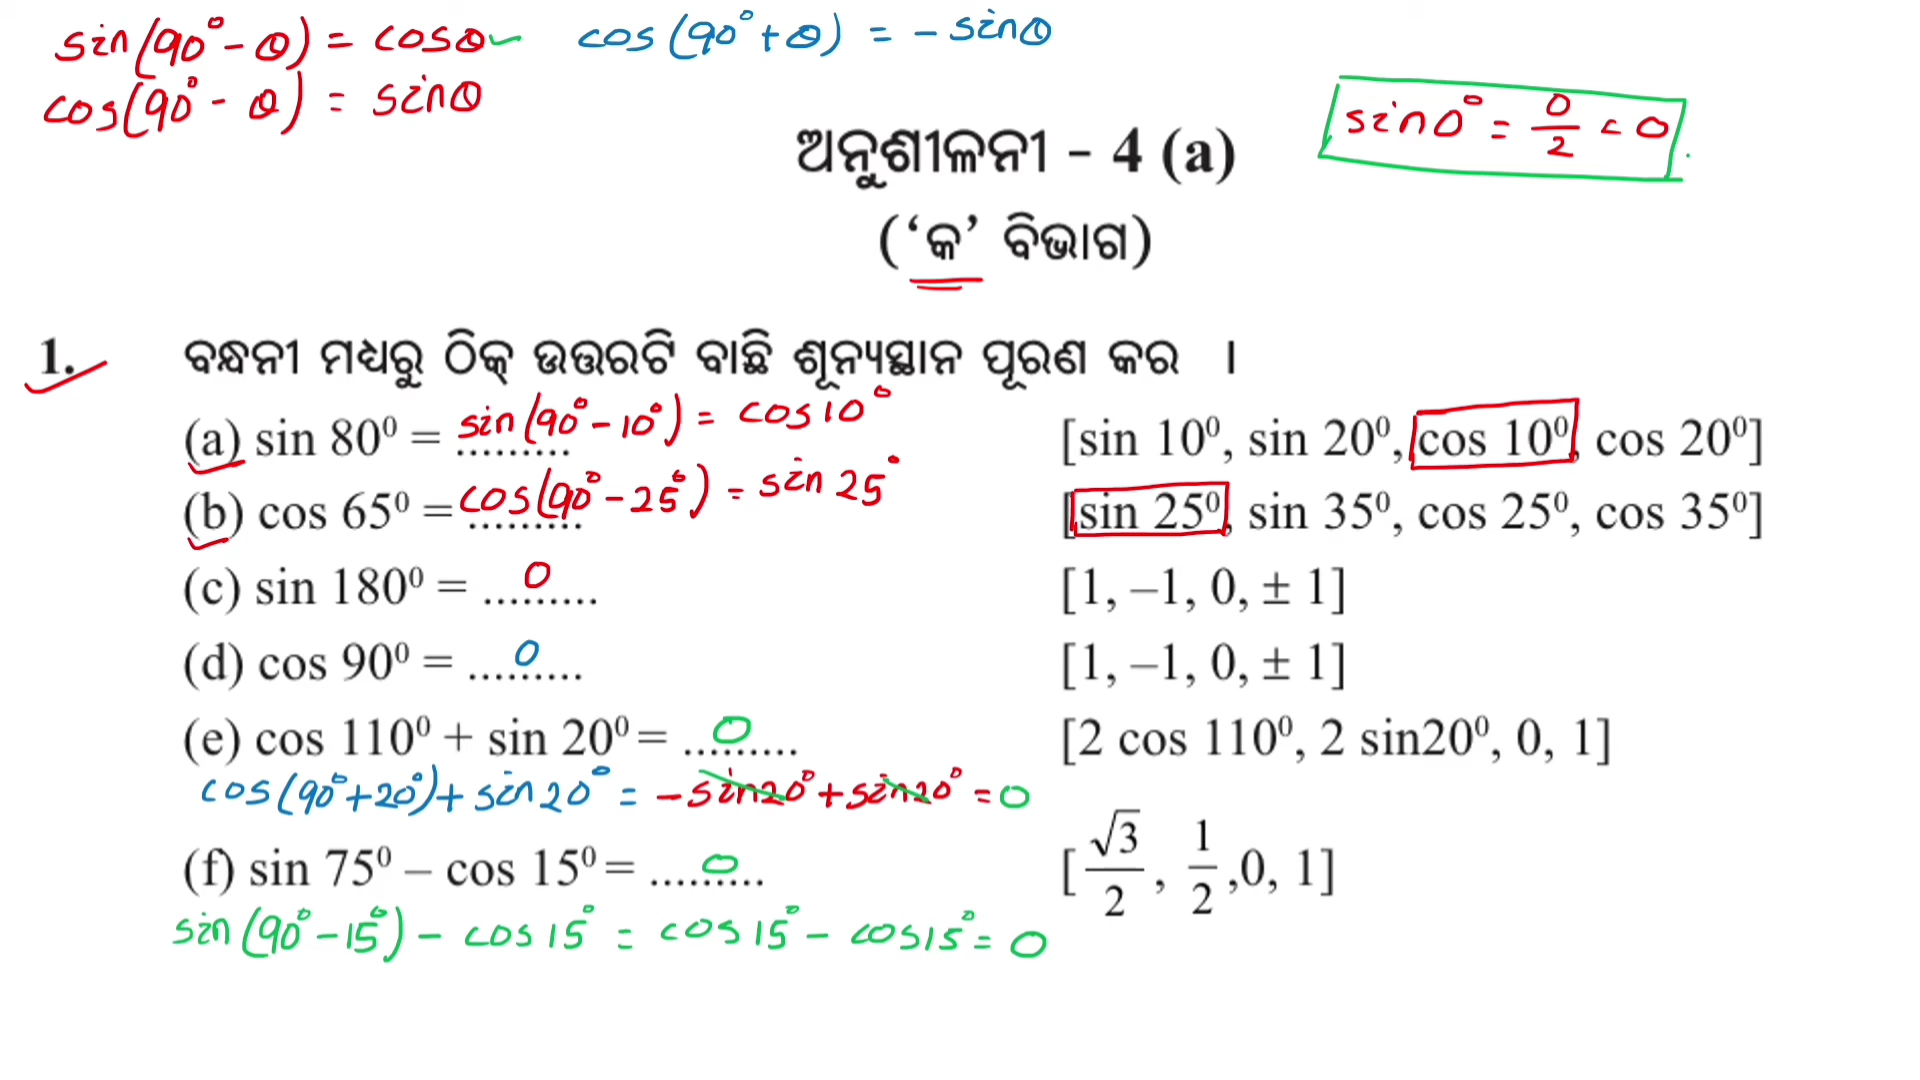 sin(90° - θ) = cosθ cos(90° + θ) = - sinθ
cos(90° - θ) = sinθ
sin0° = 0/2 = 0
ଅନୁଶୀଳନୀ - 4 (a)
(‘କ’ ବିଭାଗ)
1. ବନ୍ଧନୀ ମଧ୍ୟରୁ ଠିକ୍ ଉତ୍ତରଟି ବାଛି ଶୂନ୍ୟସ୍ଥାନ ପୂରଣ କର ।
(a) sin 80⁰ = ......... sin(90° - 10°) = cos10° [sin 10⁰, sin 20⁰, cos 10⁰, cos 20⁰]
(b) cos 65⁰ = ......... cos(90° - 25°) = sin 25° [sin 25⁰, sin 35⁰, cos 25⁰, cos 35⁰]
(c) sin 180⁰ = ......... 0 [1, –1, 0, ± 1]
(d) cos 90⁰ = ......... 0 [1, –1, 0, ± 1]
(e) cos 110⁰ + sin 20⁰ = ......... 0 [2 cos 110⁰, 2 sin20⁰, 0, 1]
cos(90° + 20°) + sin20° = - sin20° + sin20° = 0
(f) sin 75⁰ – cos 15⁰ = ......... 0 [√3/2, 1/2 ,0, 1]
sin(90° - 15°) - cos15° = cos15° - cos15° = 0